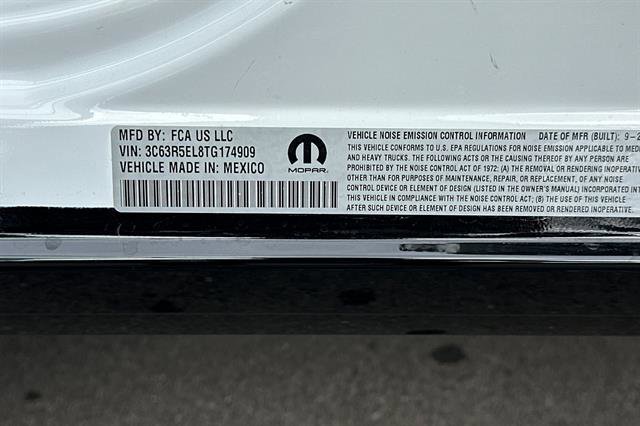 MFD BY: FCA US LLC
VIN: 3C63R5EL8TG174909
VEHICLE MADE IN: MEXICO
MOPAR
VEHICLE NOISE EMISSION CONTROL INFORMATION DATE OF MFR (BUILT): 9-2
THIS VEHICLE CONFORMS TO U.S. EPA REGULATIONS FOR NOISE EMISSION APPLICABLE TO MED
AND HEAVY TRUCKS. THE FOLLOWING ACTS OR THE CAUSING THEREOF BY ANY PERSON ARE
PROHIBITED BY THE NOISE CONTROL ACT OF 1972: (A) THE REMOVAL OR RENDERING INOPERATIVE
PURPOSES OF MAINTENANCE, REPAIR, OR REPLACEMENT, OF ANY NOISE
CONTROL DEVICE OR ELEMENT OF DESIGN (LISTED IN THE OWNER'S MANUAL) INCORPORATED INT
THIS VEHICLE IN COMPLIANCE WITH THE NOISE CONTROL ACT; (B) THE USE OF THIS VEHICLE
AFTER SUCH DEVICE OR ELEMENT OF DESIGN HAS BEEN REMOVED OR RENDERED INOPERATIVE.